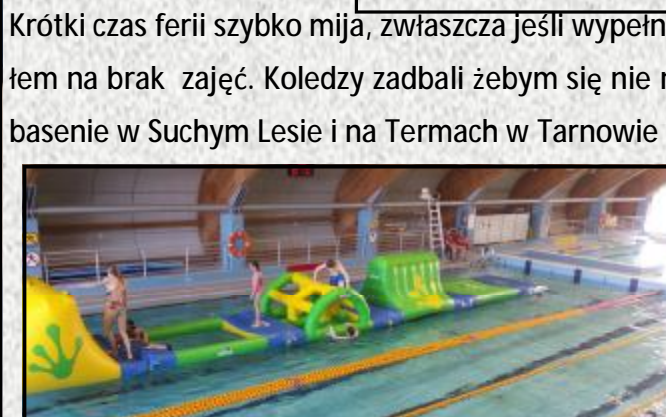 Krótki czas ferii szybko mija, zwłaszcza jeśli wypełn
łem na brak zajęć. Koledzy zadbali żebym się nie
basenie w Suchym Lesie i na Termach w Tarnowie